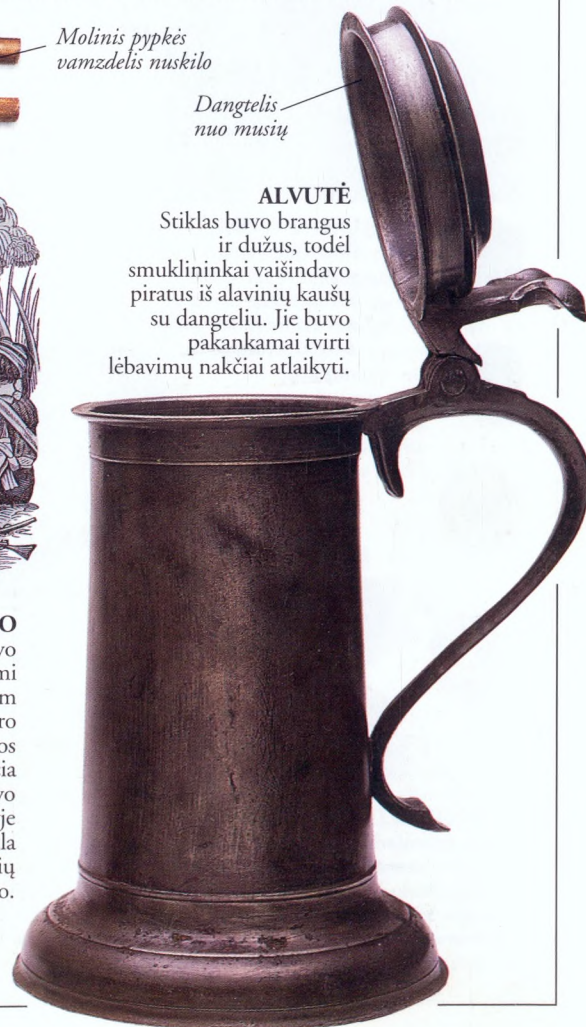 Molinis pypkės
vamzdelis nuskilo
Dangtelis
nuo musių
ALVUTĖ
Stiklas buvo brangus
ir dužus, todėl
smuklininkai vaišindavo
piratus iš alavinių kaušų
su dangteliu. Jie buvo
pakankamai tvirti
lėbavimų nakčiai atlaikyti.